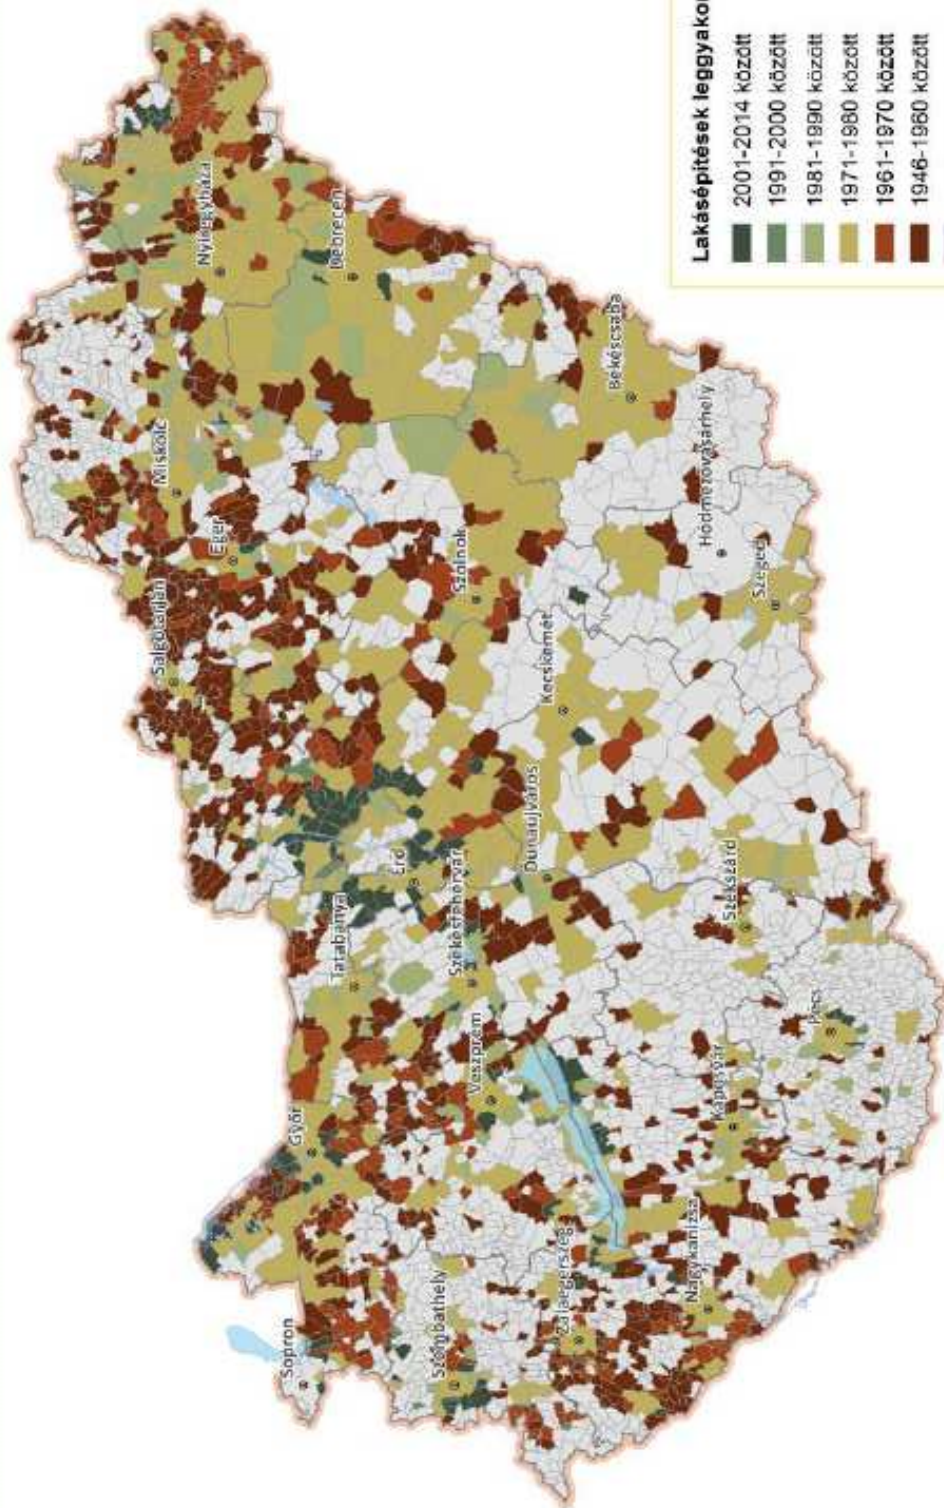 Salgótarján
Miskolc
Eger
Nyíregyháza
Debrecen
Sopron
Győr
Tatabánya
Érd
Székesfehérvár
Szolnok
Szombathely
Veszprém
Dunaújváros
Kecskemét
Békéscsaba
Zalaegerszeg
Nagykanizsa
Kaposvár
Szekszárd
Hódmezővásárhely
Szeged
Pécs
Lakásépítések leggyakor
2001-2014 között
1991-2000 között
1981-1990 között
1971-1980 között
1961-1970 között
1946-1960 között